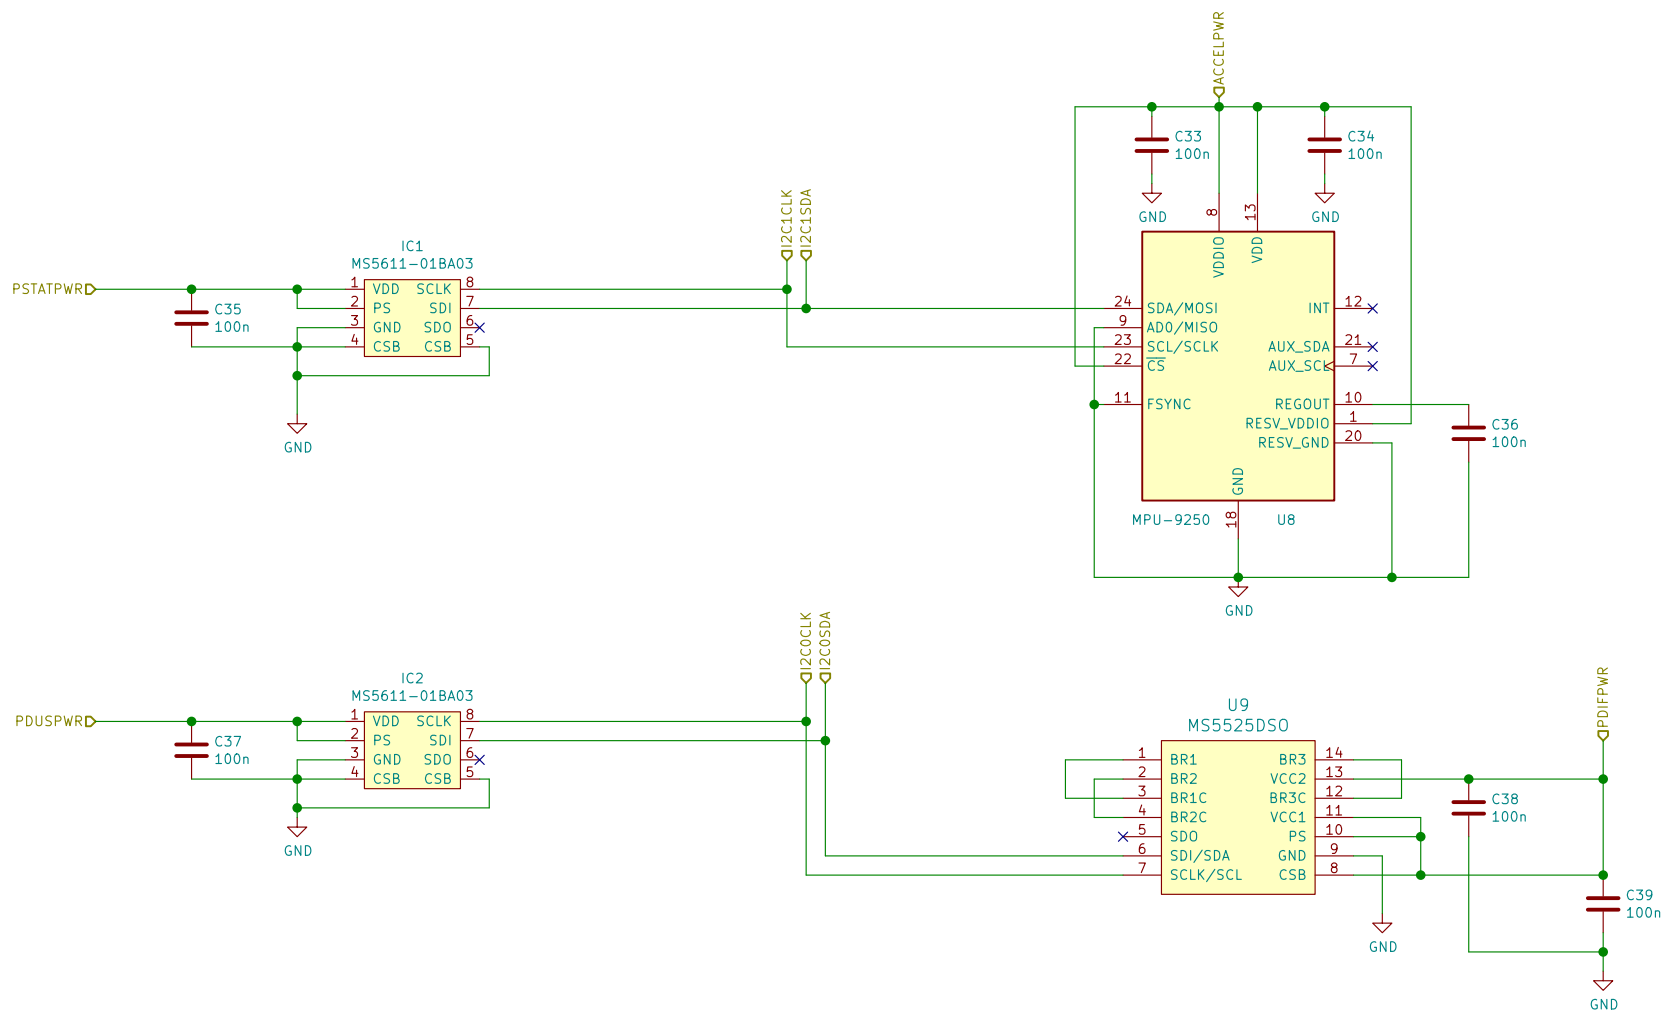 ACCELPWR
C33
100n
C34
100n
GND
GND
8
13
VDDIO
VDD
I2C1CLK
I2C1SDA
IC1
MS5611-01BA03
PSTATPWR
C35
100n
1 VDD SCLK 8
2 PS SDI 7
3 GND SDO 6
4 CSB CSB 5
GND
24 SDA/MOSI INT 12
9 AD0/MISO
23 SCL/SCLK AUX_SDA 21
22 CS AUX_SCL 7
11 FSYNC REGOUT 10
RESV_VDDIO 1
RESV_GND 20
C36
100n
GND
18
MPU-9250 U8
GND
I2C0CLK
I2C0SDA
IC2
MS5611-01BA03
PDUSPWR
C37
100n
1 VDD SCLK 8
2 PS SDI 7
3 GND SDO 6
4 CSB CSB 5
GND
PDIFPWR
U9
MS5525DSO
1 BR1 BR3 14
2 BR2 VCC2 13
3 BR1C BR3C 12
4 BR2C VCC1 11
5 SDO PS 10
6 SDI/SDA GND 9
7 SCLK/SCL CSB 8
C38
100n
C39
100n
GND
GND